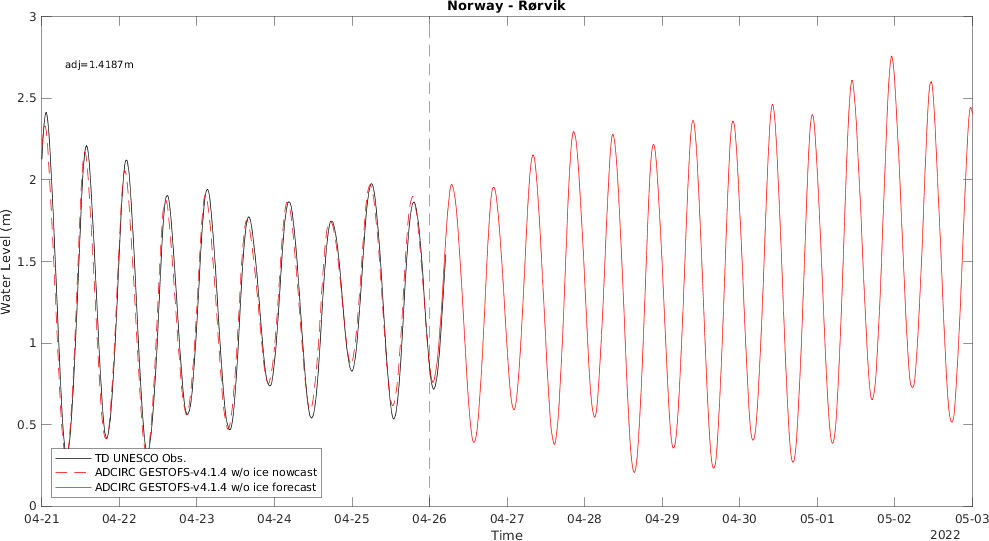 Norway - Rørvik
adj=1.4187m
3
2.5
2
1.5
1
0.5
0
Water Level (m)
TD UNESCO Obs.
ADCIRC GESTOFS-v4.1.4 w/o ice nowcast
ADCIRC GESTOFS-v4.1.4 w/o ice forecast
04-21 04-22 04-23 04-24 04-25 04-26 04-27 04-28 04-29 04-30 05-01 05-02 05-03
Time
2022